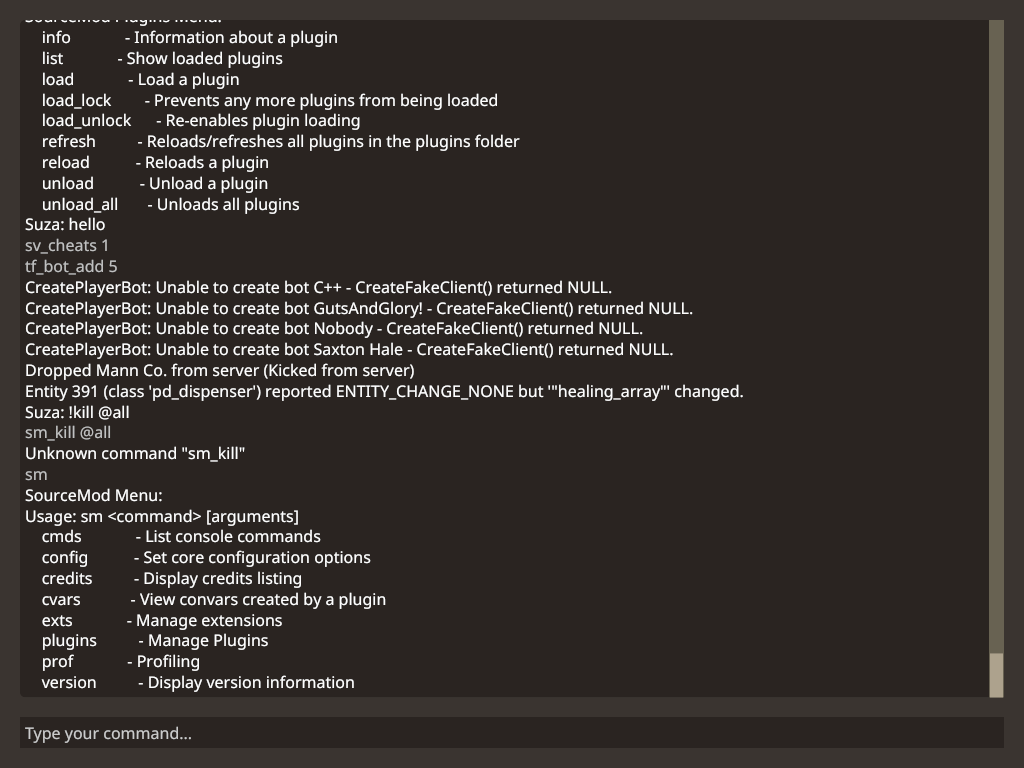 SourceMod Plugins Menu:
info - Information about a plugin
list - Show loaded plugins
load - Load a plugin
load_lock - Prevents any more plugins from being loaded
load_unlock - Re-enables plugin loading
refresh - Reloads/refreshes all plugins in the plugins folder
reload - Reloads a plugin
unload - Unload a plugin
unload_all - Unloads all plugins
Suza: hello
sv_cheats 1
tf_bot_add 5
CreatePlayerBot: Unable to create bot C++ - CreateFakeClient() returned NULL.
CreatePlayerBot: Unable to create bot GutsAndGlory! - CreateFakeClient() returned NULL.
CreatePlayerBot: Unable to create bot Nobody - CreateFakeClient() returned NULL.
CreatePlayerBot: Unable to create bot Saxton Hale - CreateFakeClient() returned NULL.
Dropped Mann Co. from server (Kicked from server)
Entity 391 (class 'pd_dispenser') reported ENTITY_CHANGE_NONE but '"healing_array"' changed.
Suza: !kill @all
sm_kill @all
Unknown command "sm_kill"
sm
SourceMod Menu:
Usage: sm <command> [arguments]
cmds - List console commands
config - Set core configuration options
credits - Display credits listing
cvars - View convars created by a plugin
exts - Manage extensions
plugins - Manage Plugins
prof - Profiling
version - Display version information
Type your command...